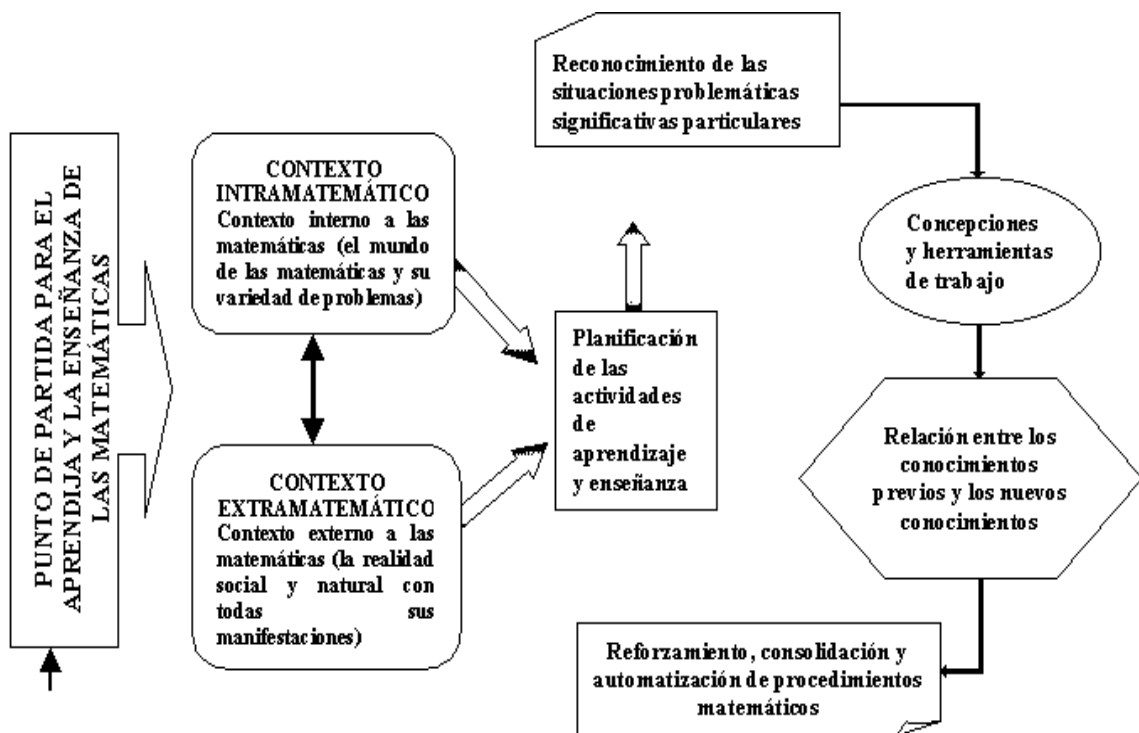 PUNTO DE PARTIDA PARA EL
APRENDIJA Y LA ENSEÑANZA DE
LAS MATEMÁTICAS
CONTEXTO
INTRAMATEMÁTICO
Contexto interno a las
matemáticas (el mundo
de las matemáticas y su
variedad de problemas)
CONTEXTO
EXTRAMATEMÁTICO
Contexto externo a las
matemáticas (la realidad
social y natural con
todas sus
manifestaciones)
Planificación
de las
actividades
de
aprendizaje
y enseñanza
Reconocimiento de las
situaciones problemáticas
significativas particulares
Concepciones
y herramientas
de trabajo
Relación entre los
conocimientos
previos y los nuevos
conocimientos
Reforzamiento, consolidación y
automatización de procedimientos
matemáticos